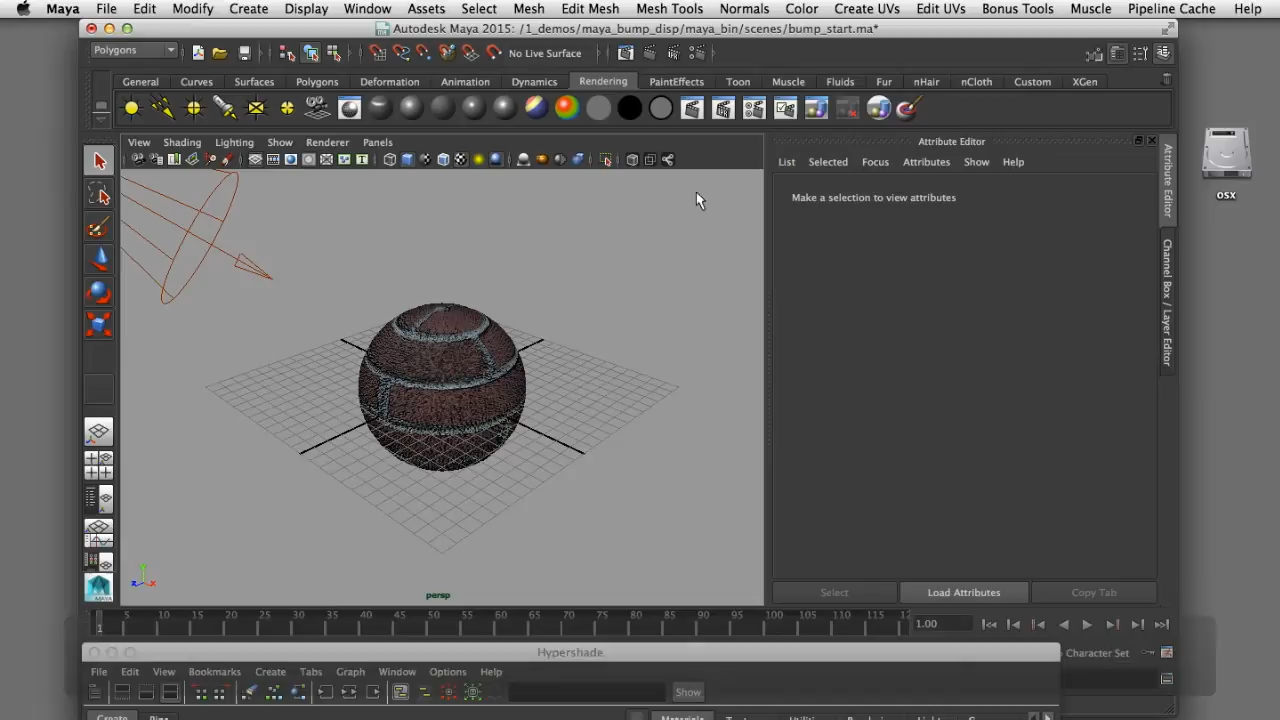 Maya File Edit Modify Create Display Window Assets Select Mesh Edit Mesh Mesh Tools Normals Color Create UVs Edit UVs Bonus Tools Muscle Pipeline Cache Help
Autodesk Maya 2015: /1_demos/maya_bump_disp/maya_bin/scenes/bump_start.ma*
Polygons
No Live Surface
General Curves Surfaces Polygons Deformation Animation Dynamics Rendering PaintEffects Toon Muscle Fluids Fur nHair nCloth Custom XGen
View Shading Lighting Show Renderer Panels
Attribute Editor
List Selected Focus Attributes Show Help
Make a selection to view attributes
Attribute Editor
Channel Box / Layer Editor
osx
persp
MAYA
Select Load Attributes Copy Tab
1 5 10 15 20 25 30 35 40 45 50 55 60 65 70 75 80 85 90 95 100 105 110 115 12
1.00
Character Set
Hypershade
File Edit View Bookmarks Create Tabs Graph Window Options Help
Show
Create Bins Materials